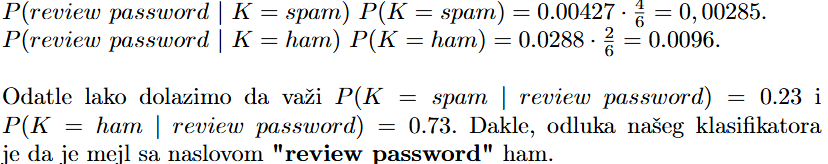 P(review password | K = spam) P(K = spam) = 0.00427 · 4/6 = 0,00285.
P(review password | K = ham) P(K = ham) = 0.0288 · 2/6 = 0.0096.
Odatle lako dolazimo da važi P(K = spam | review password) = 0.23 i
P(K = ham | review password) = 0.73. Dakle, odluka našeg klasifikatora
je da je mejl sa naslovom "review password" ham.